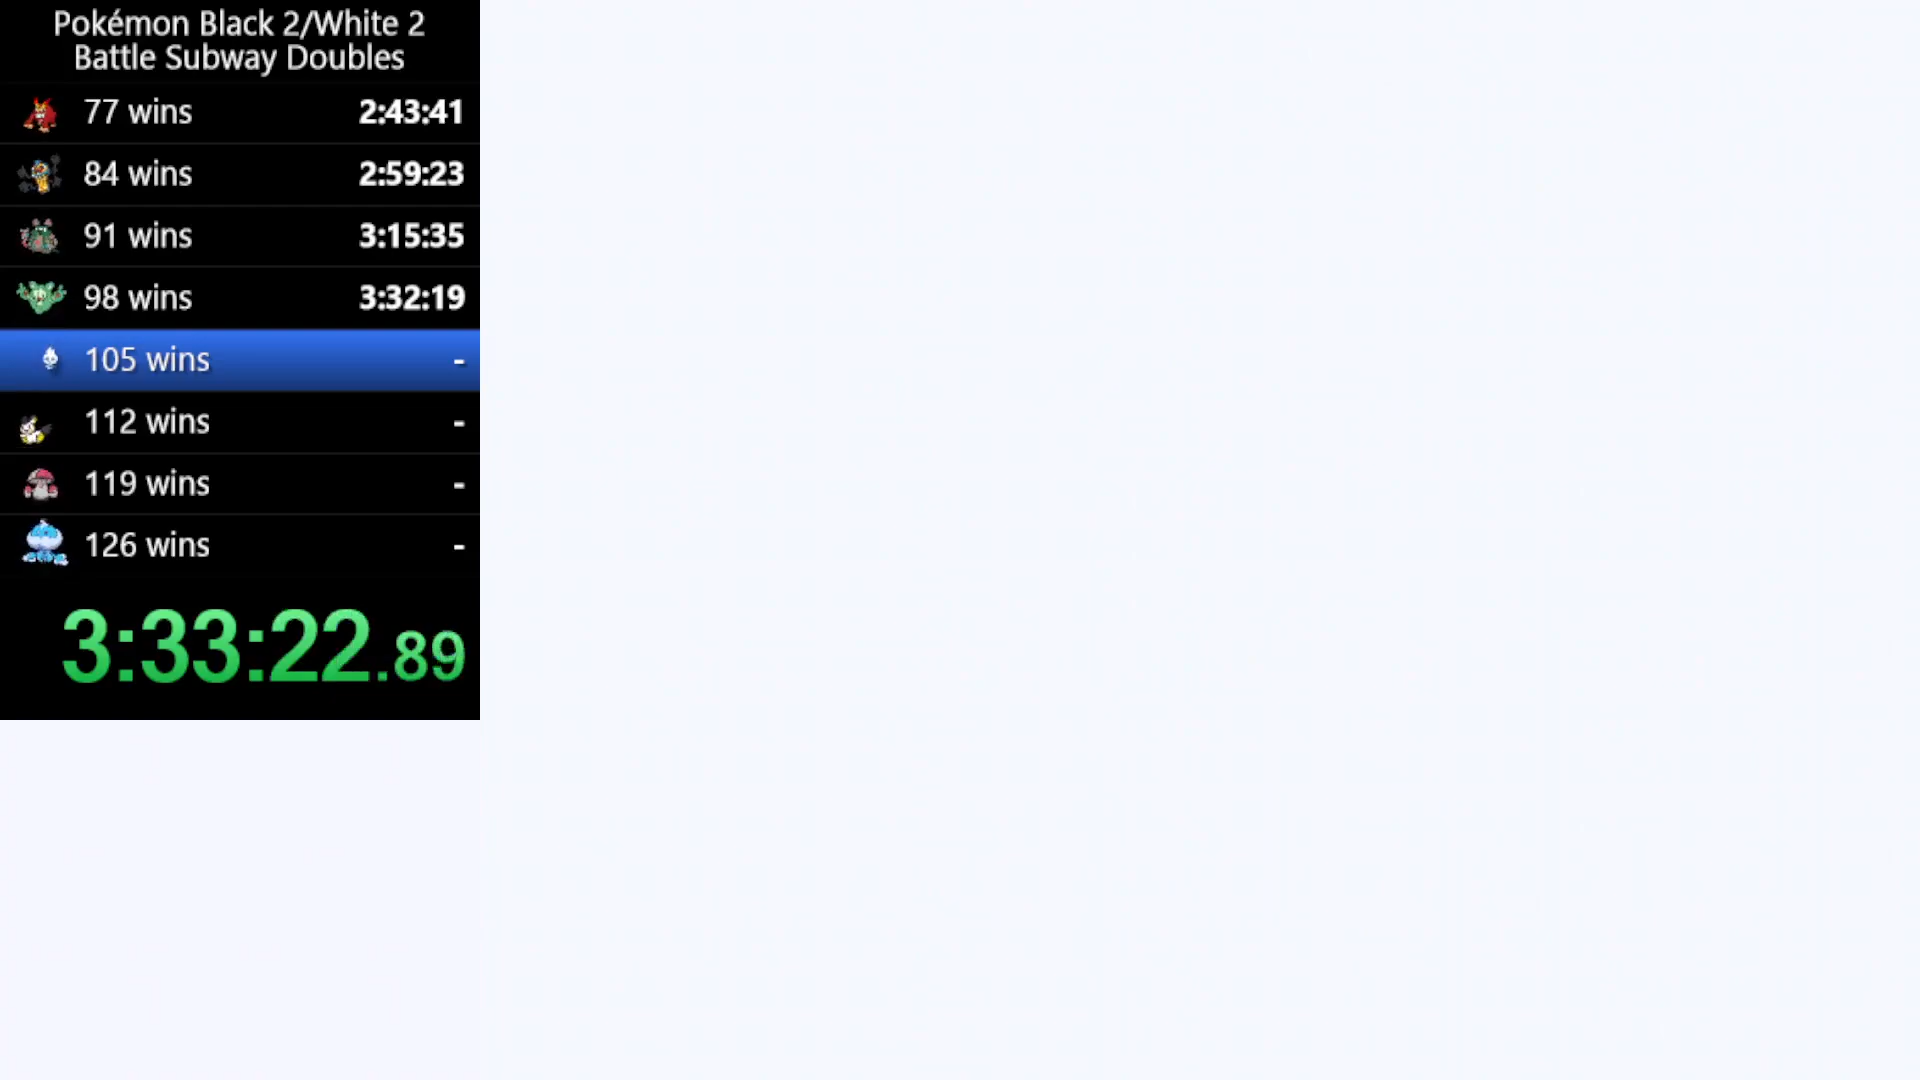 Pokémon Black 2/White 2
Battle Subway Doubles
77 wins 2:43:41
84 wins 2:59:23
91 wins 3:15:35
98 wins 3:32:19
105 wins -
112 wins -
119 wins -
126 wins -
3:33:22.89